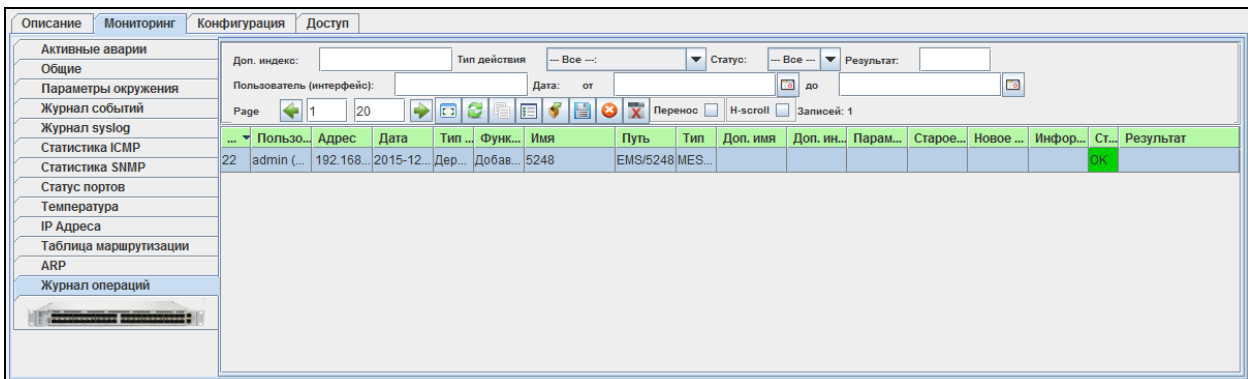 Описание Мониторинг Конфигурация Доступ
Активные аварии
Общие
Параметры окружения
Журнал событий
Журнал syslog
Статистика ICMP
Статистика SNMP
Статус портов
Температура
IP Адреса
Таблица маршрутизации
ARP
Журнал операций
Доп. индекс: Тип действия --- Все ---: Статус: --- Все --- Результат:
Пользователь (интерфейс): Дата: от до
Page 1 20 Перенос H-scroll Записей: 1
... Пользо... Адрес Дата Тип ... Функ... Имя Путь Тип Доп. имя Доп. ин... Парам... Старое... Новое ... Инфор... Ст... Результат
22 admin (... 192.168... 2015-12... Дер... Добав... 5248 EMS/5248 MES... OK